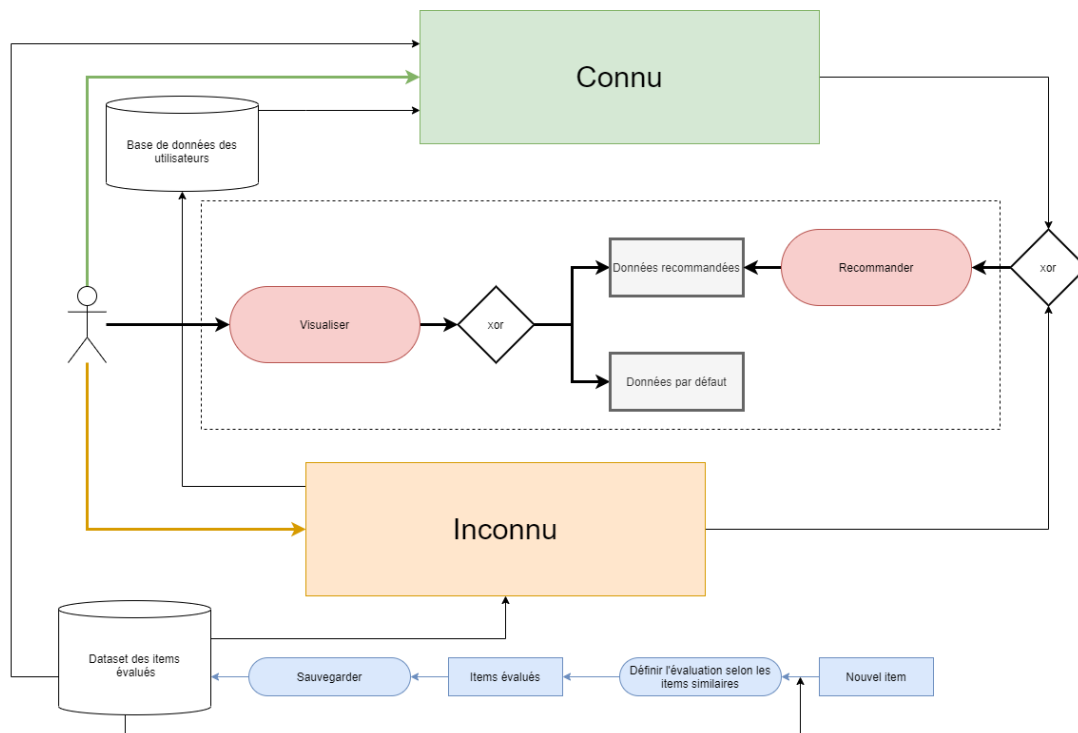 Connu
Base de données des
utilisateurs
Données recommandées
Recommander
xor
Visualiser
xor
Données par défaut
Inconnu
Dataset des items
évalués
Sauvegarder
Items évalués
Définir l'évaluation selon les
items similaires
Nouvel item